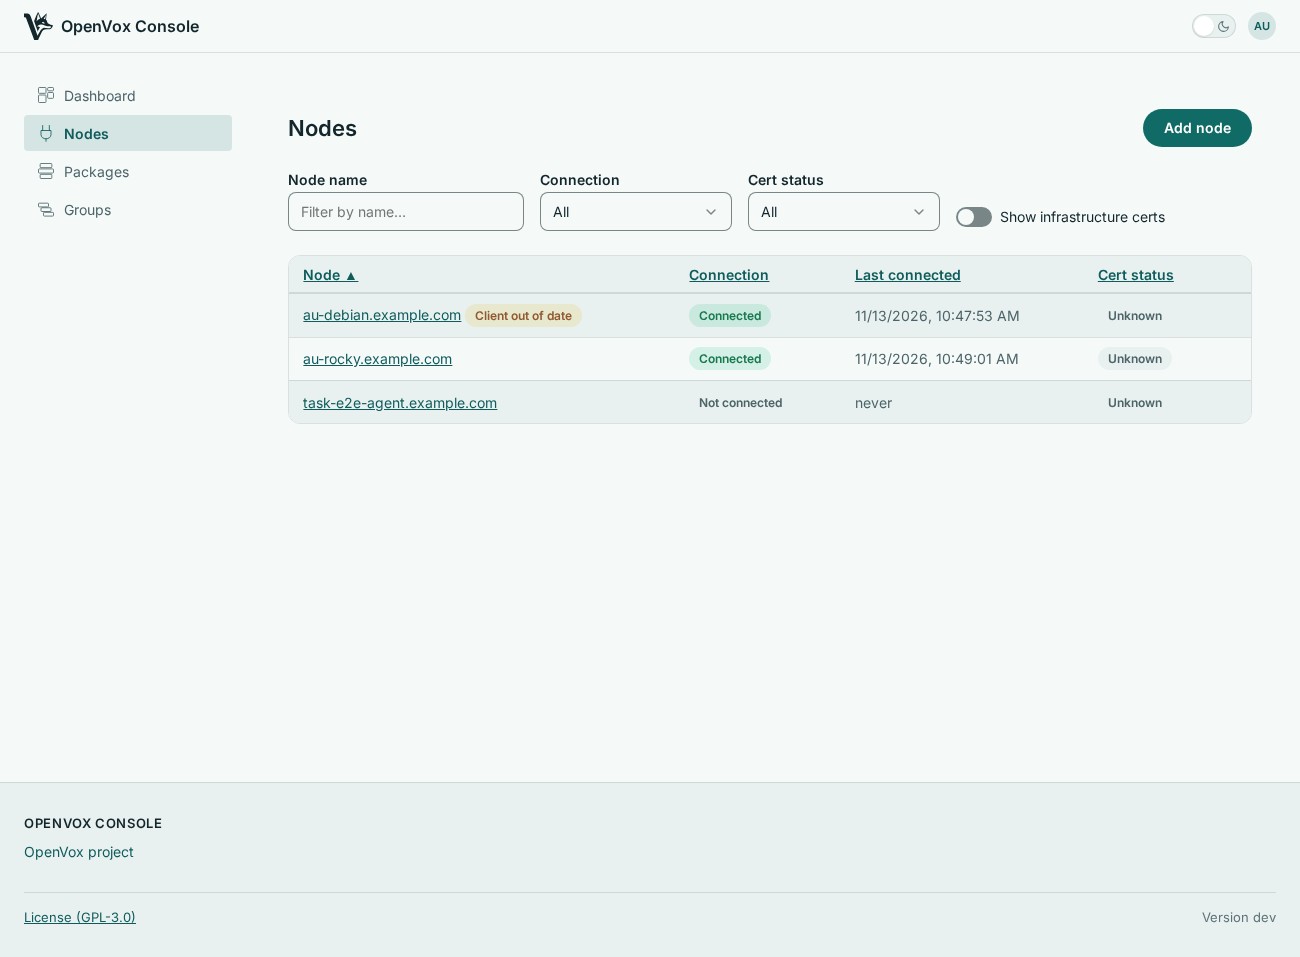 OpenVox Console
AU
Dashboard
Nodes
Packages
Groups
Nodes
Add node
Node name
Connection
Cert status
Filter by name...
All
All
Show infrastructure certs
Node ▲ Connection Last connected Cert status
au-debian.example.com Client out of date Connected 11/13/2026, 10:47:53 AM Unknown
au-rocky.example.com Connected 11/13/2026, 10:49:01 AM Unknown
task-e2e-agent.example.com Not connected never Unknown
OPENVOX CONSOLE
OpenVox project
License (GPL-3.0)
Version dev